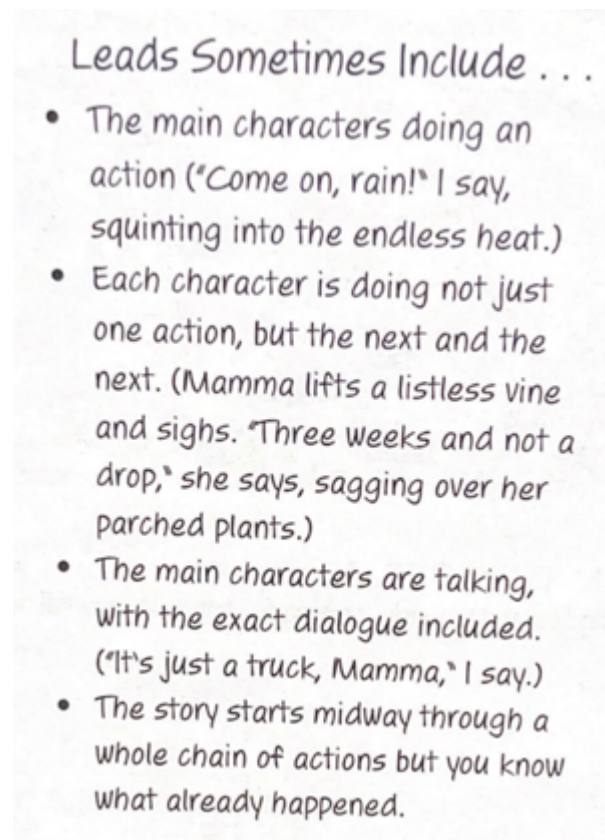 Leads Sometimes Include . . .
• The main characters doing an
action ("Come on, rain!" I say,
squinting into the endless heat.)
• Each character is doing not just
one action, but the next and the
next. (Mamma lifts a listless vine
and sighs. "Three weeks and not a
drop," she says, sagging over her
parched plants.)
• The main characters are talking,
with the exact dialogue included.
("It's just a truck, Mamma," I say.)
• The story starts midway through a
whole chain of actions but you know
what already happened.